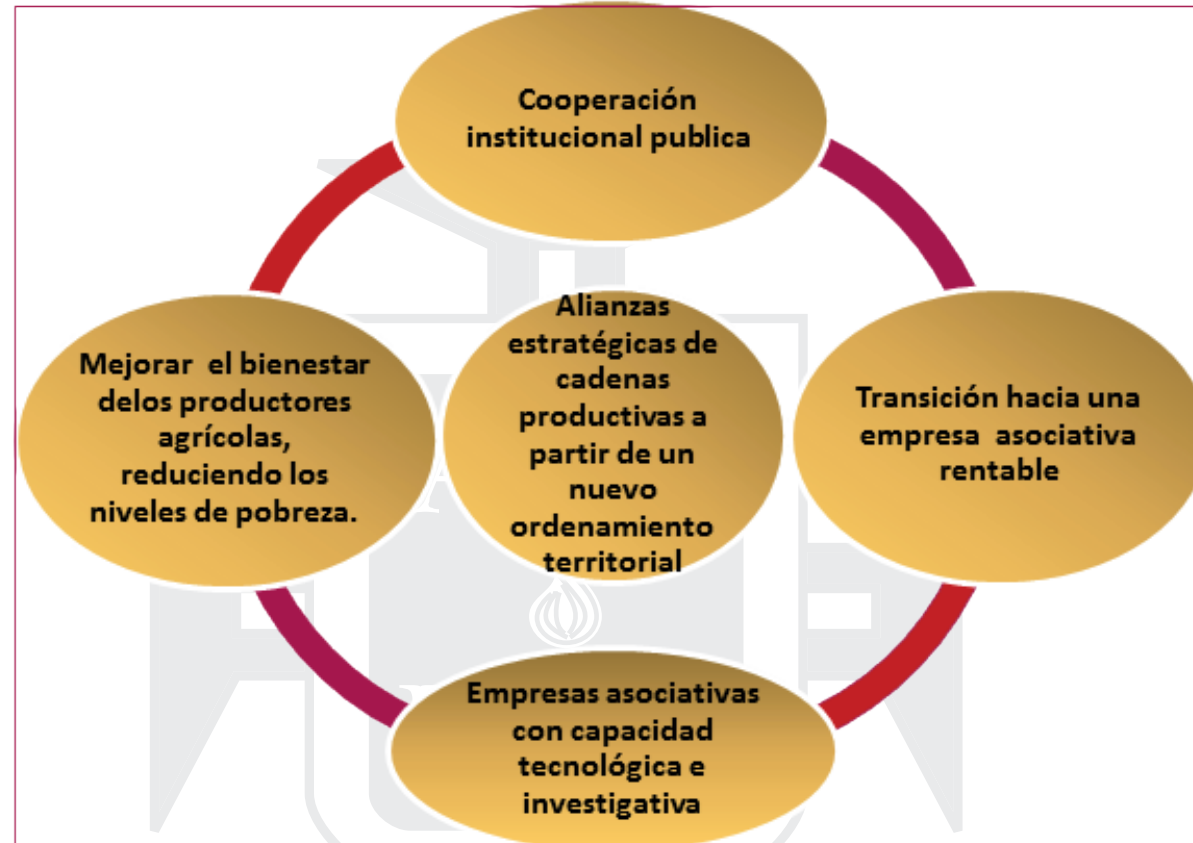 Cooperación
institucional publica
Mejorar el bienestar
delos productores
agrícolas,
reduciendo los
niveles de pobreza.
Alianzas
estratégicas de
cadenas
productivas a
partir de un
nuevo
ordenamiento
territorial
Transición hacia una
empresa asociativa
rentable
Empresas asociativas
con capacidad
tecnológica e
investigativa